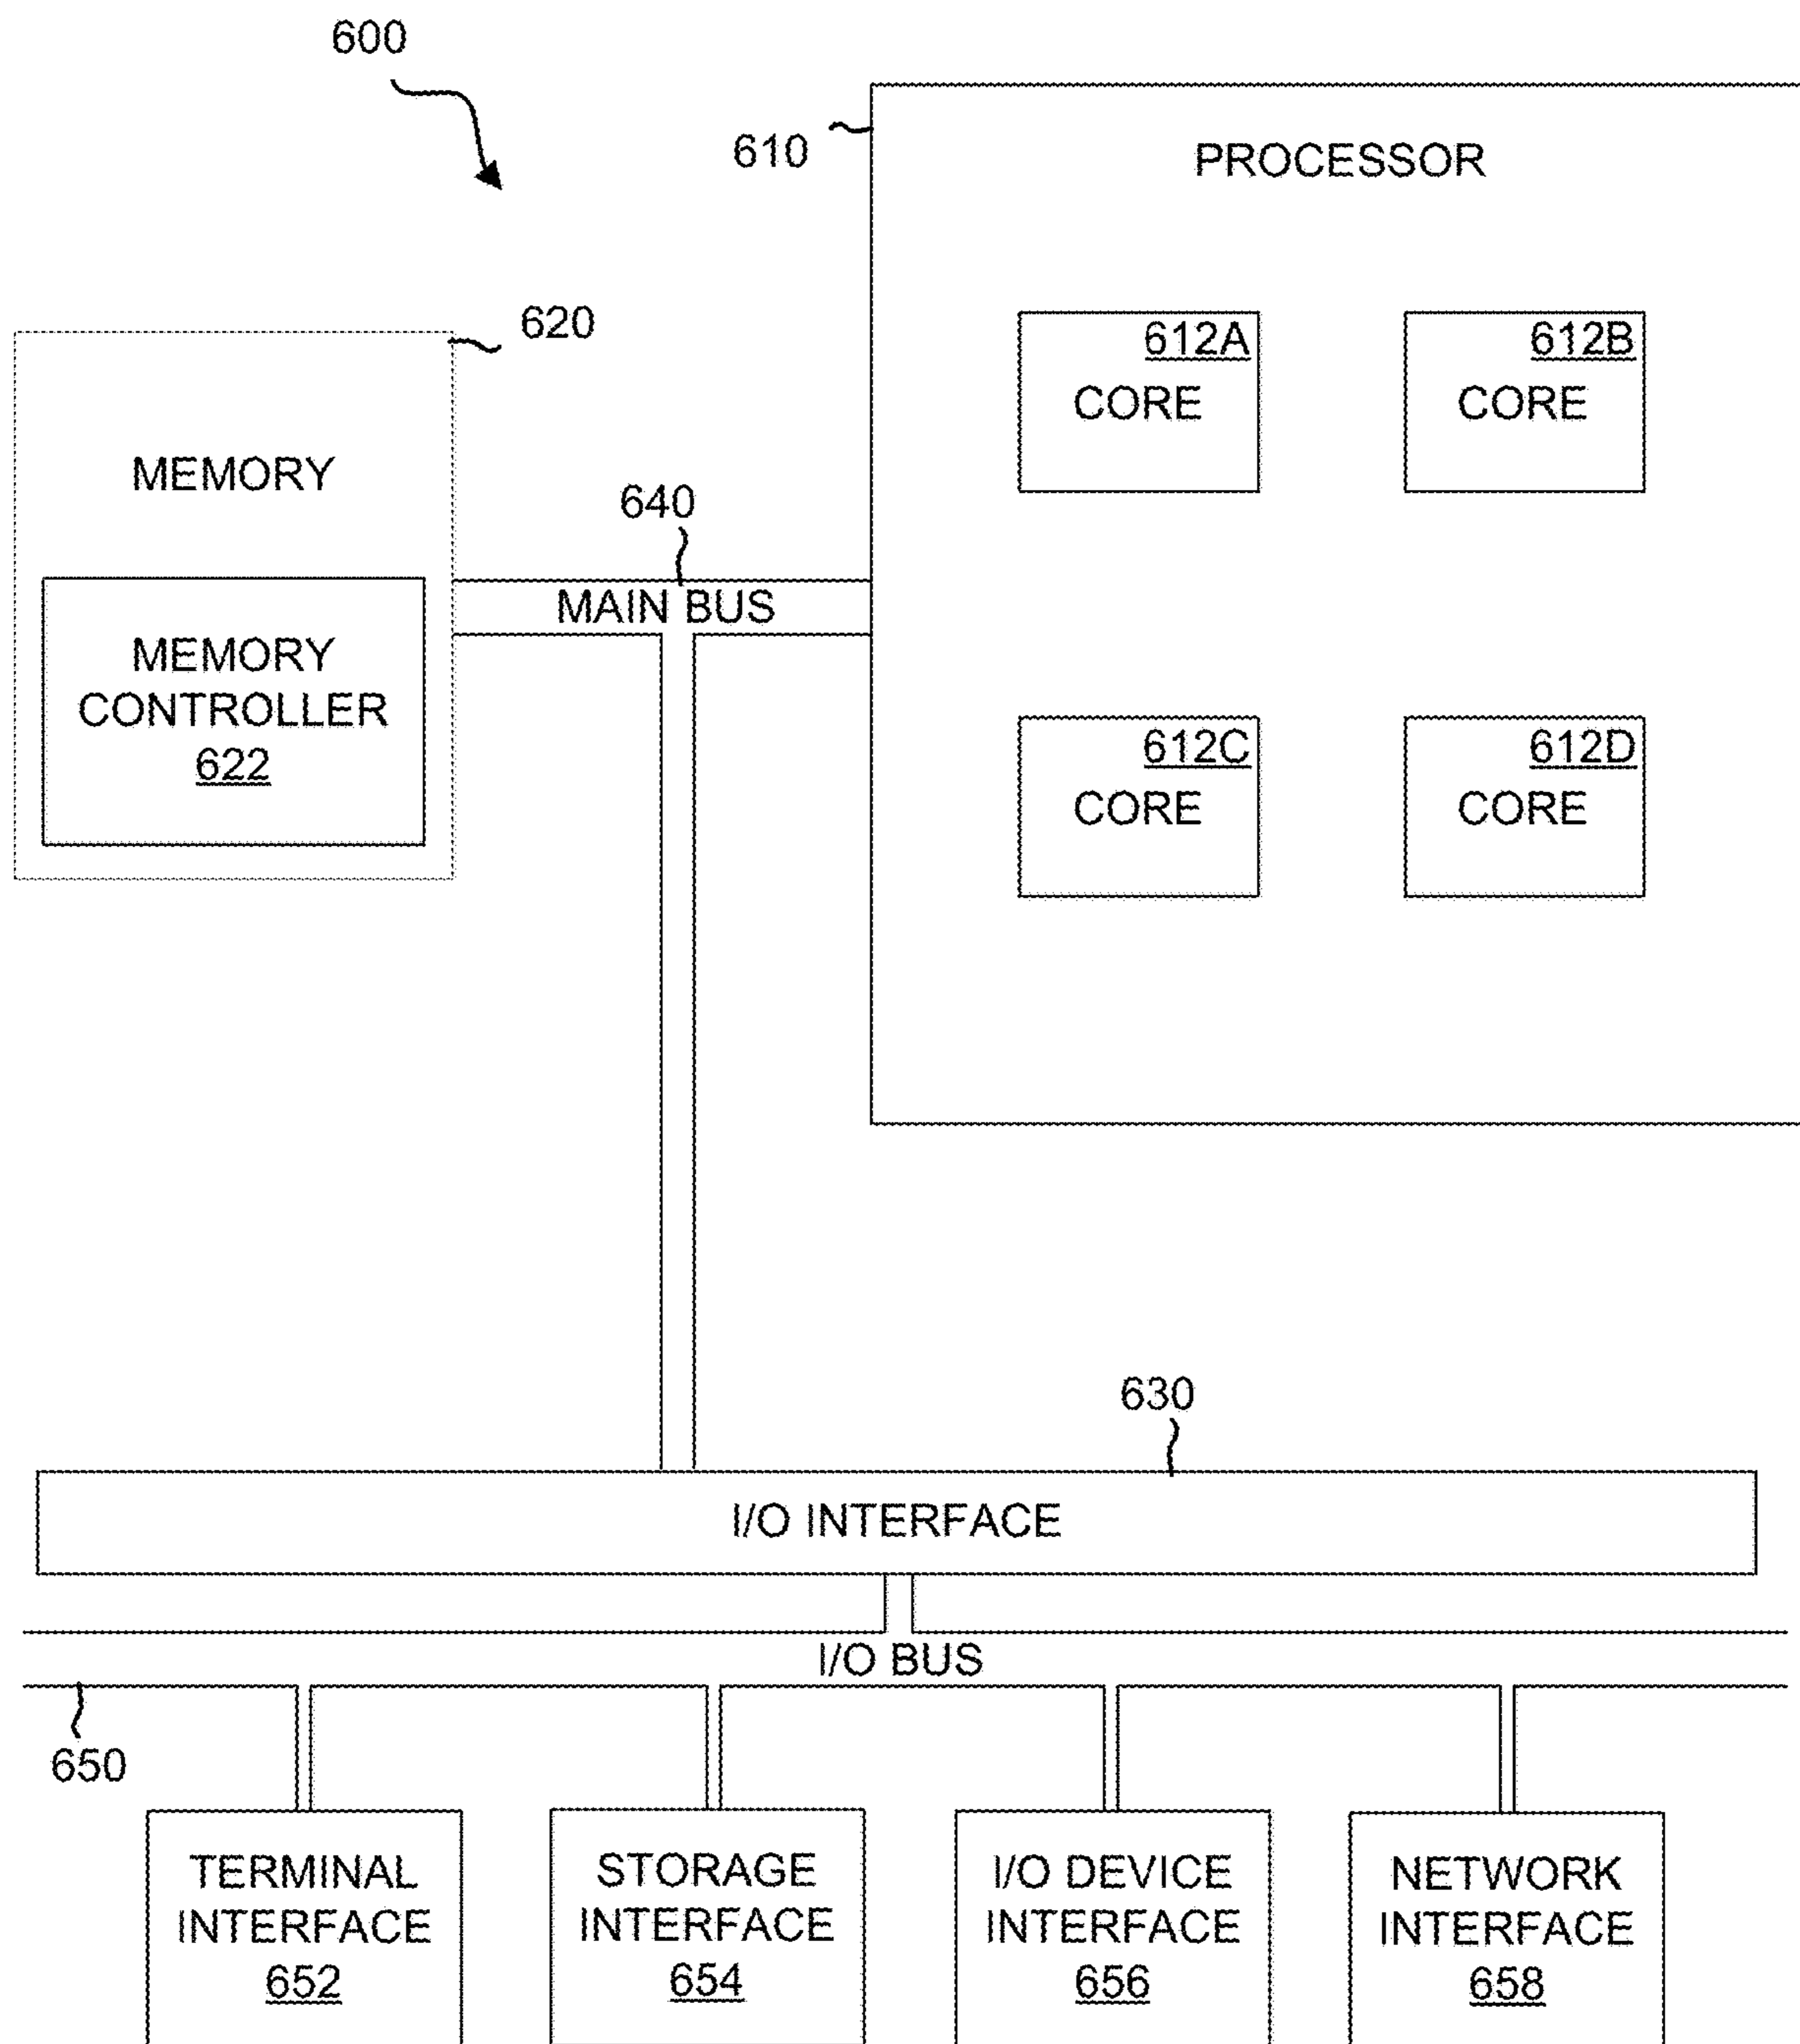 600
610
PROCESSOR
620
612A
CORE
612B
CORE
MEMORY
640
MAIN BUS
MEMORY
CONTROLLER
622
612C
CORE
612D
CORE
630
I/O INTERFACE
I/O BUS
650
TERMINAL
INTERFACE
652
STORAGE
INTERFACE
654
I/O DEVICE
INTERFACE
656
NETWORK
INTERFACE
658